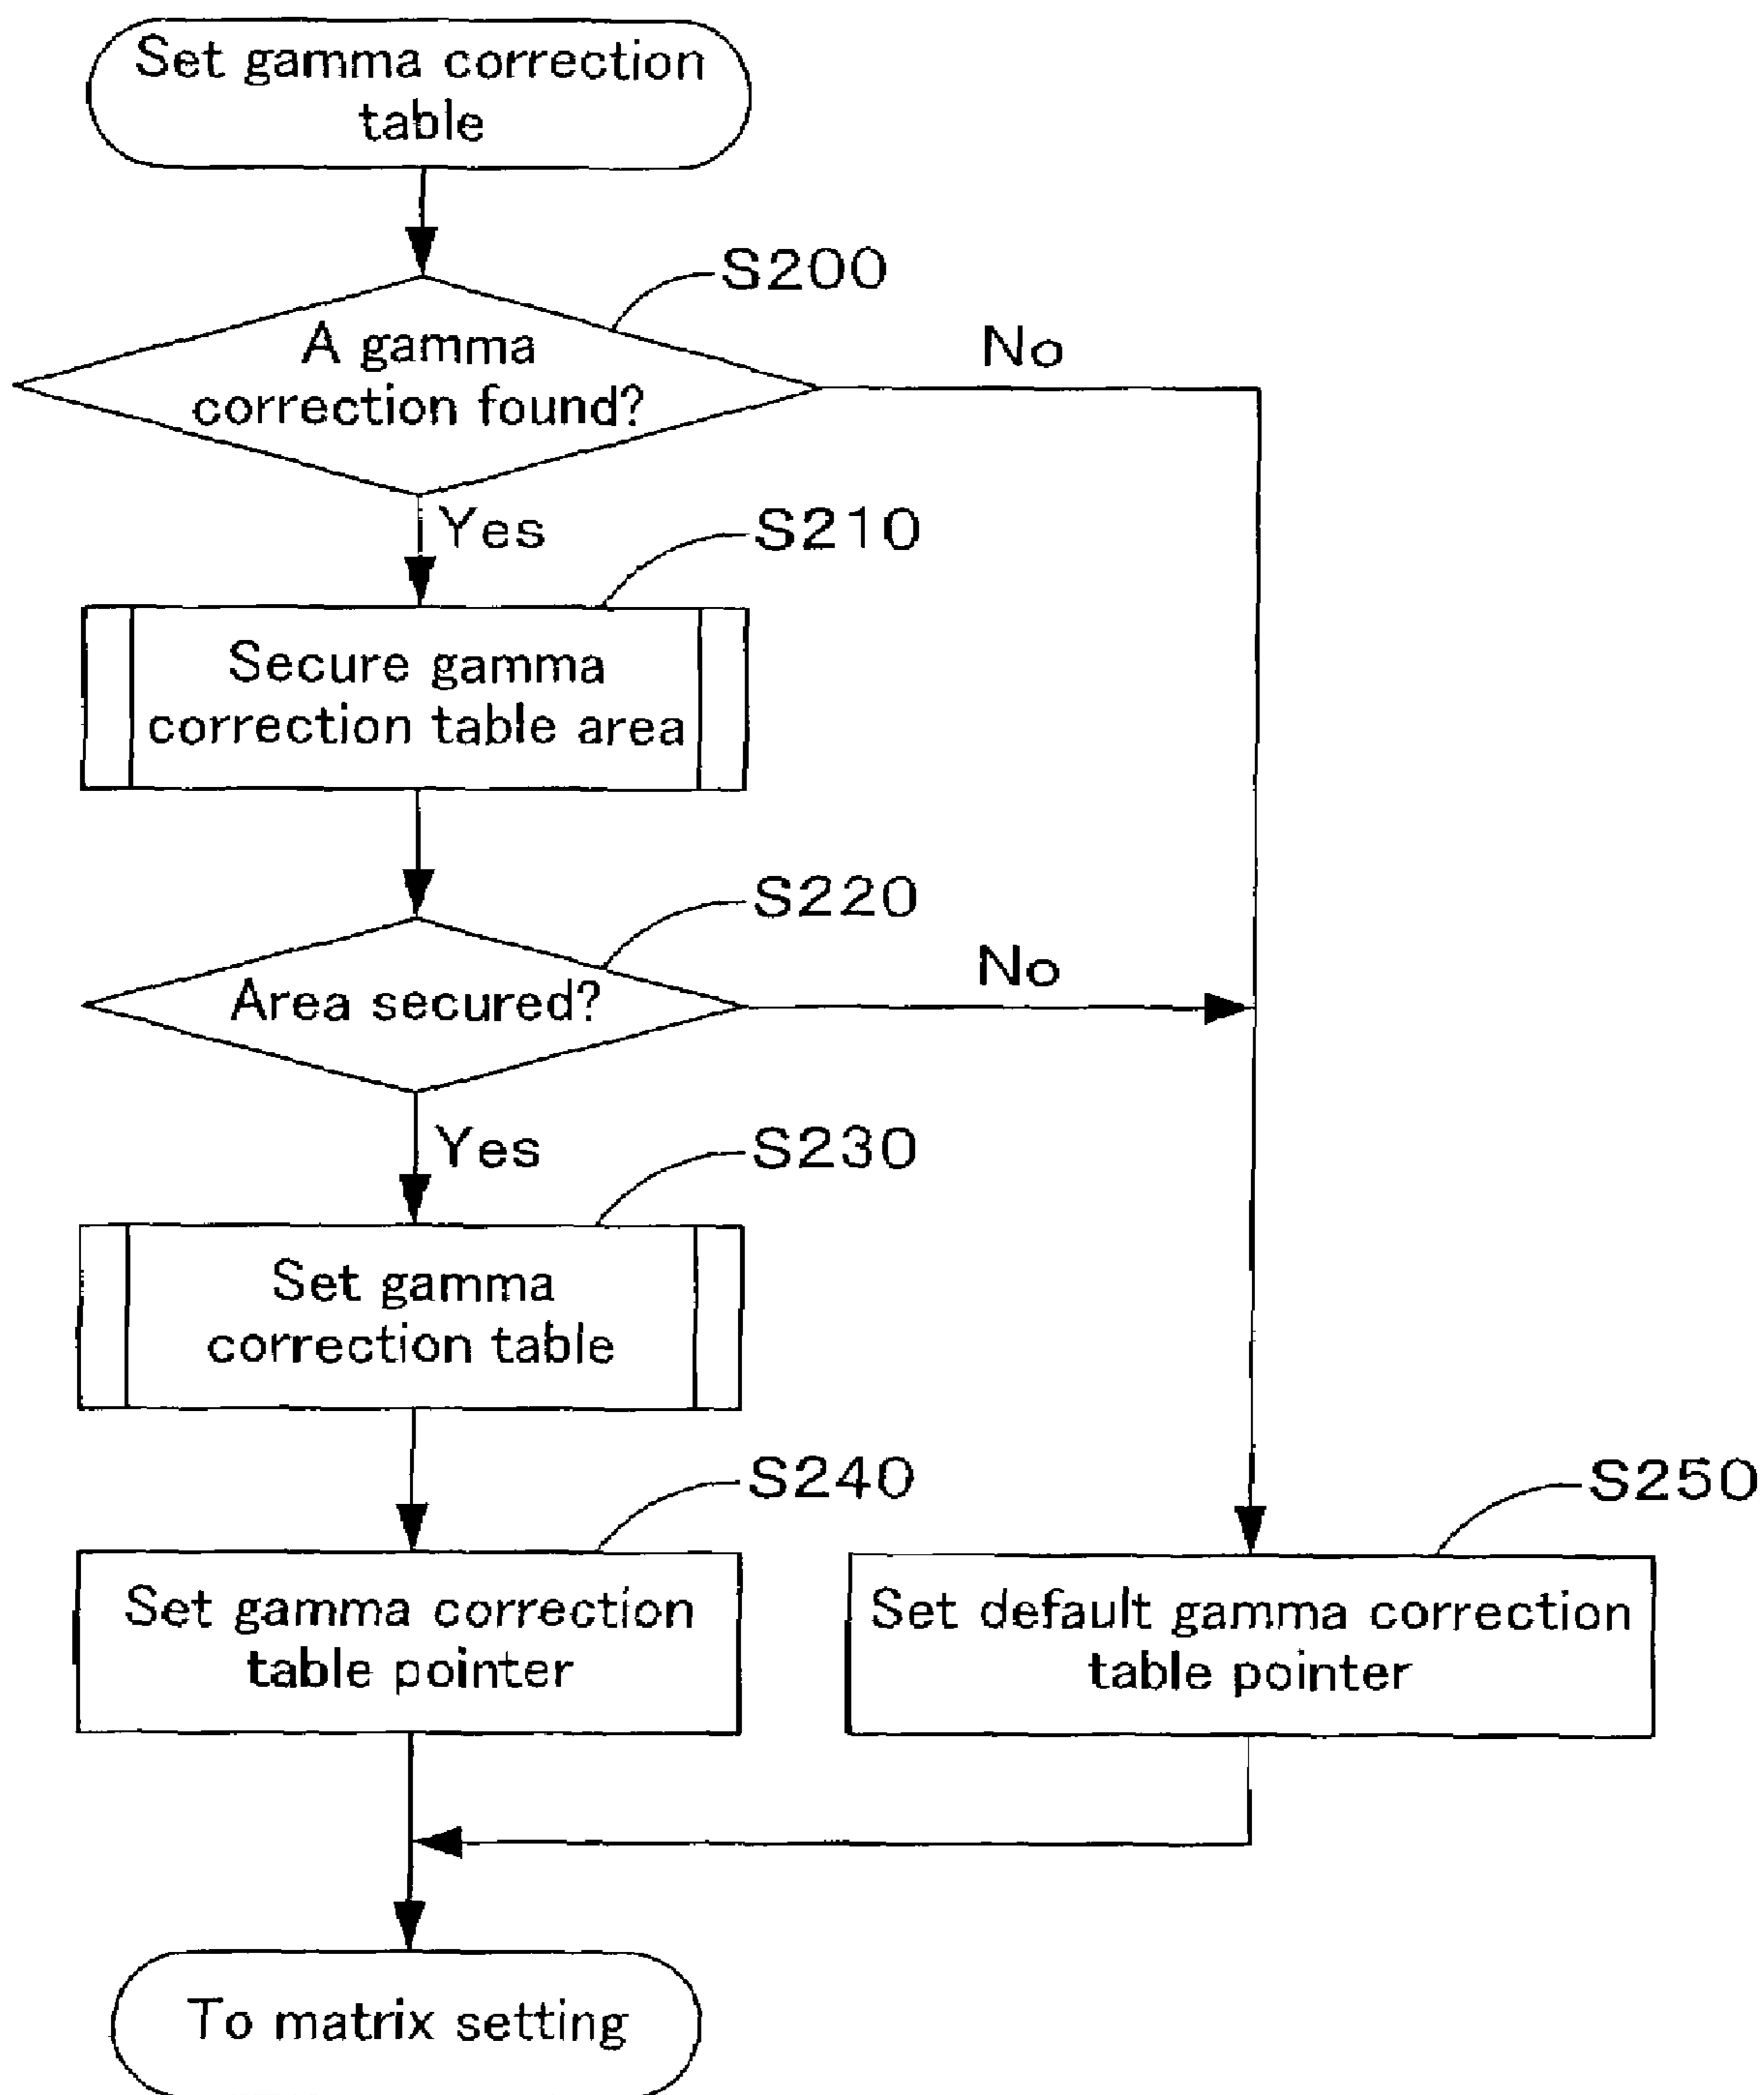 Set gamma correction
table
S200
A gamma
correction found?
No
Yes
S210
Secure gamma
correction table area
S220
Area secured?
No
Yes
S230
Set gamma
correction table
S240
Set gamma correction
table pointer
S250
Set default gamma correction
table pointer
To matrix setting